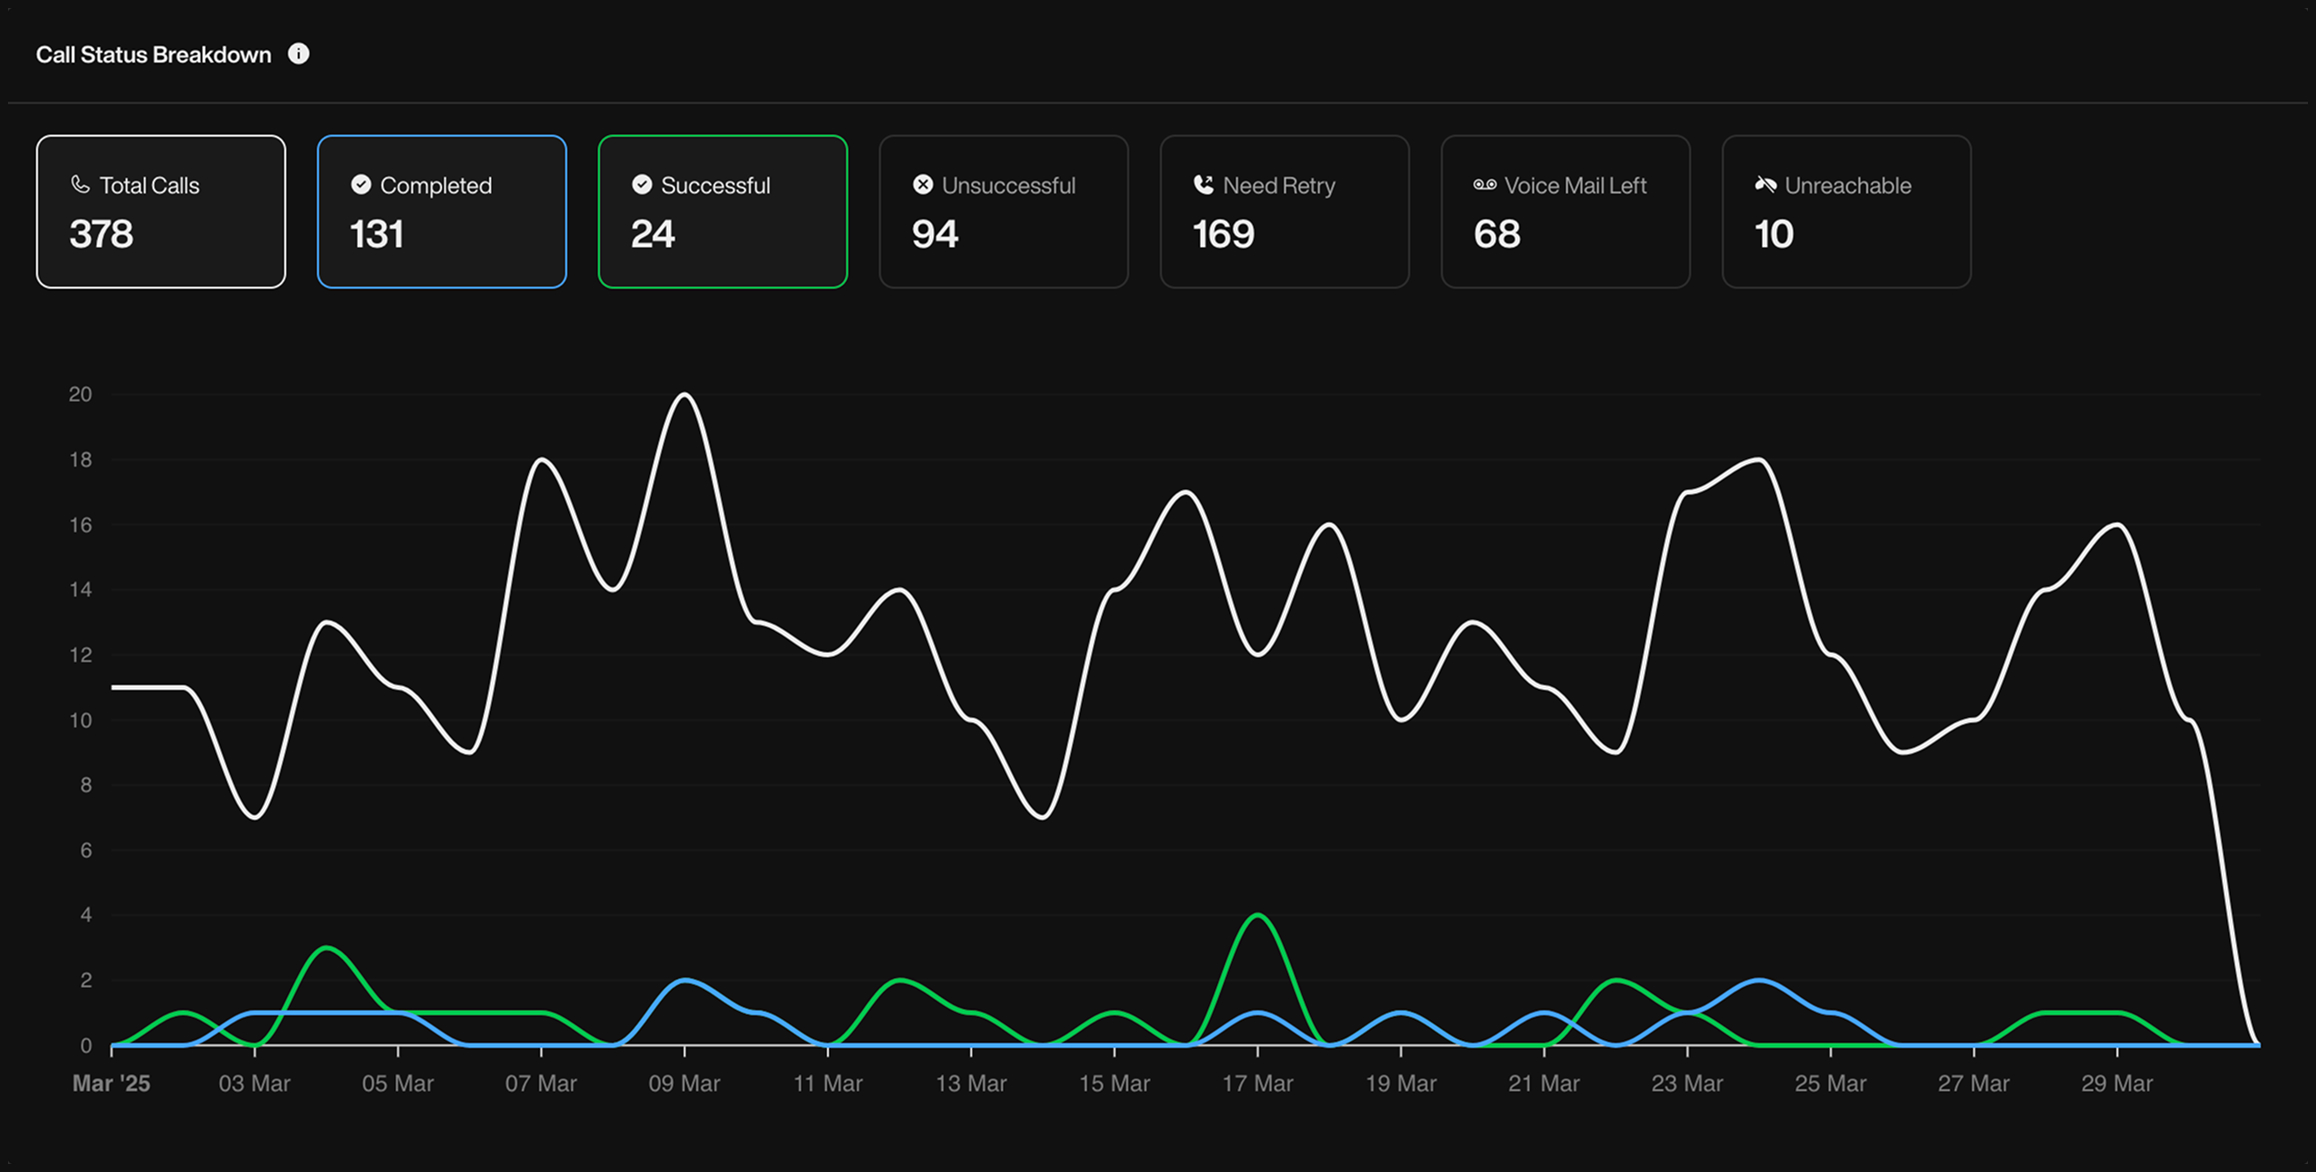 Call Status Breakdown
Total Calls
378
Completed
131
Successful
24
Unsuccessful
94
Need Retry
169
Voice Mail Left
68
Unreachable
10
20
18
16
14
12
10
8
6
4
2
0
Mar '25 03 Mar 05 Mar 07 Mar 09 Mar 11 Mar 13 Mar 15 Mar 17 Mar 19 Mar 21 Mar 23 Mar 25 Mar 27 Mar 29 Mar